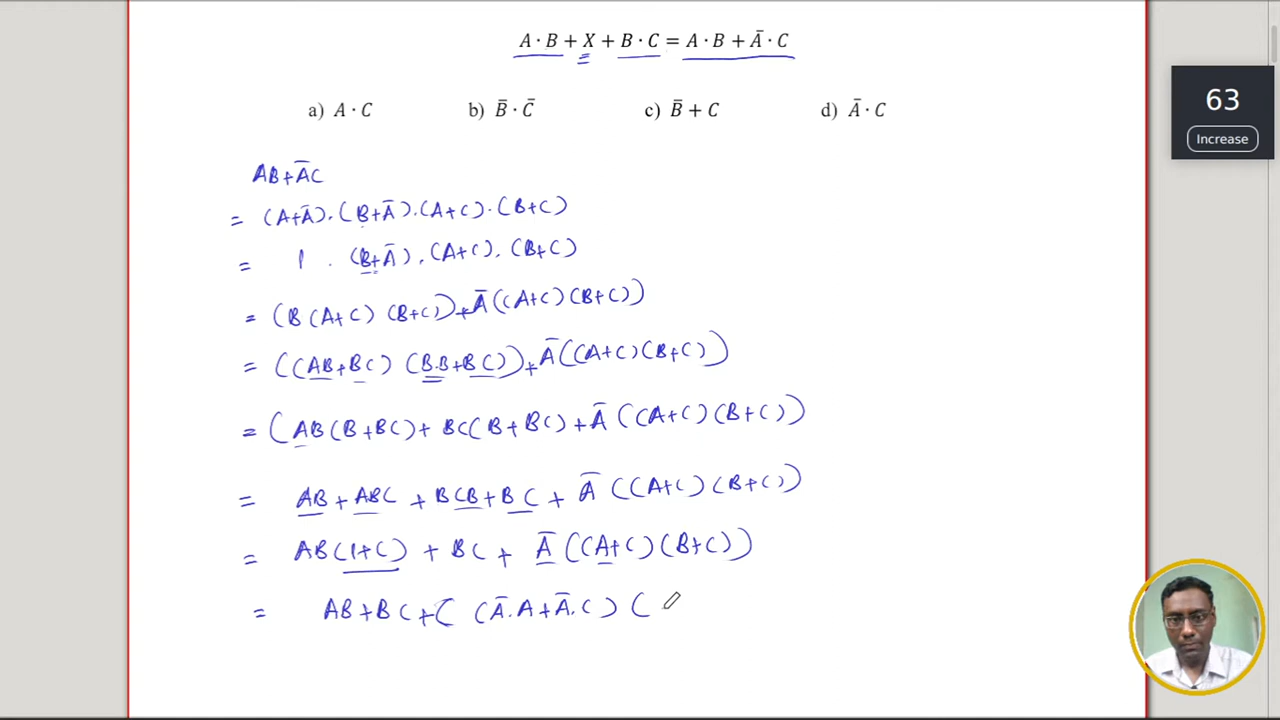 A · B + X + B · C = A · B + Ā · C
a) A · C b) B̄ · C̄ c) B̄ + C d) Ā · C
63
Increase
AB+ĀC
= (A+Ā).(B+Ā).(A+C).(B+C)
= 1 . (B+Ā).(A+C).(B+C)
= (B(A+C) (B+C))+Ā((A+C)(B+C))
= ((AB+BC) (B.B+BC))+Ā((A+C)(B+C))
= (AB(B+BC)+BC(B+BC)+Ā((A+C)(B+C))
= AB+ABC+BCB+BC+Ā((A+C)(B+C))
= AB(1+C)+BC+Ā((A+C)(B+C))
= AB+BC+( (Ā.A+Ā.C) (